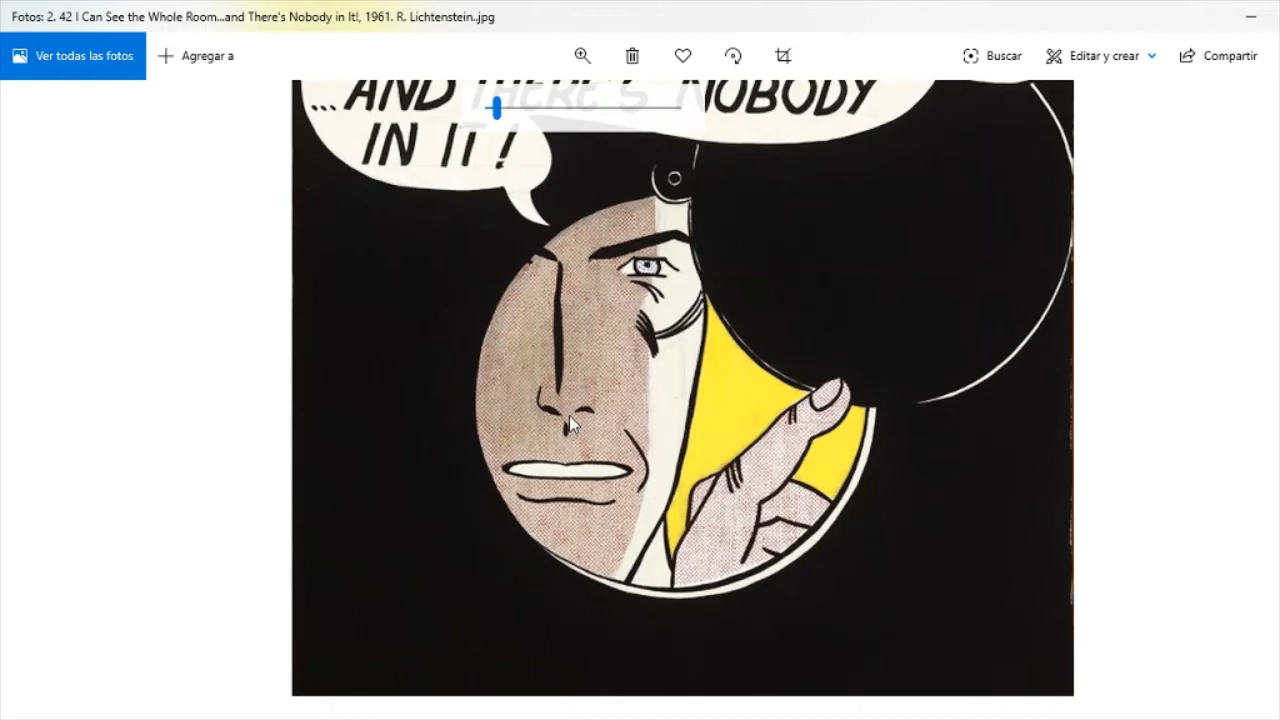 Fotos: 2. 42 I Can See the Whole Room...and There's Nobody in It!, 1961. R. Lichtenstein..jpg
Ver todas las fotos
Agregar a
Buscar
Editar y crear
Compartir
...AND THERE'S NOBODY
IN IT!